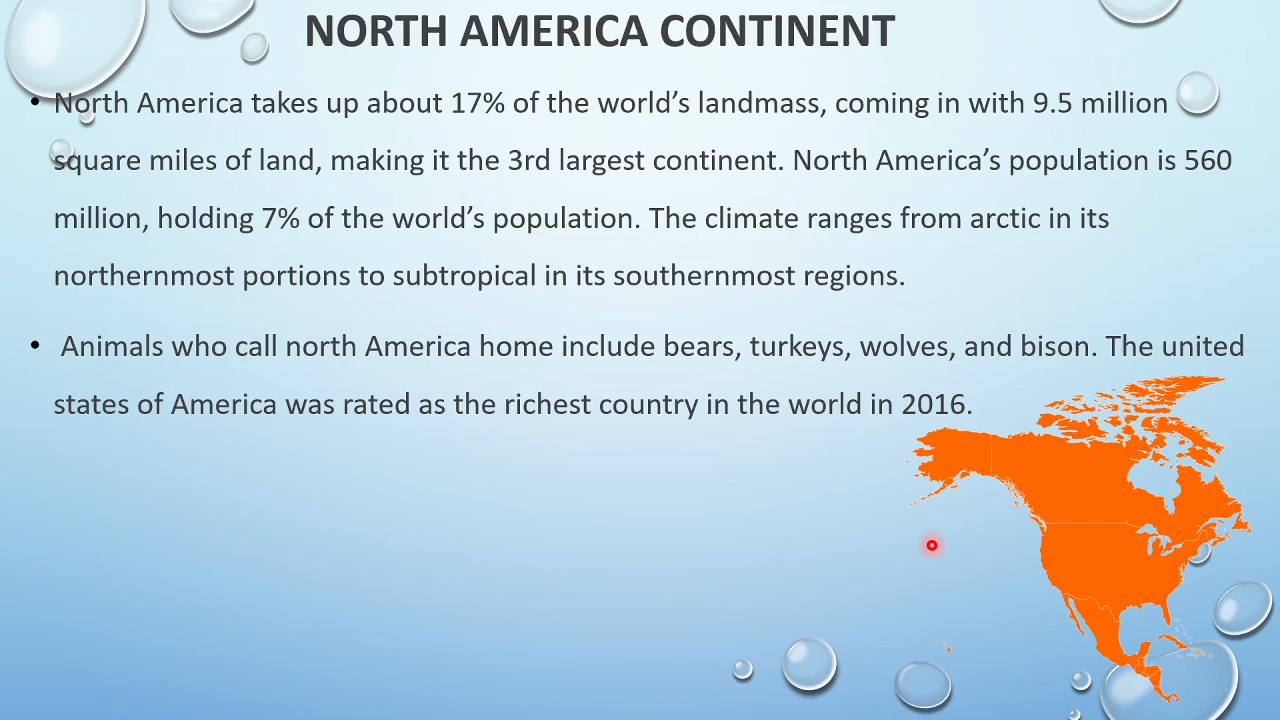 NORTH AMERICA CONTINENT
• North America takes up about 17% of the world’s landmass, coming in with 9.5 million
square miles of land, making it the 3rd largest continent. North America’s population is 560
million, holding 7% of the world’s population. The climate ranges from arctic in its
northernmost portions to subtropical in its southernmost regions.
• Animals who call north America home include bears, turkeys, wolves, and bison. The united
states of America was rated as the richest country in the world in 2016.